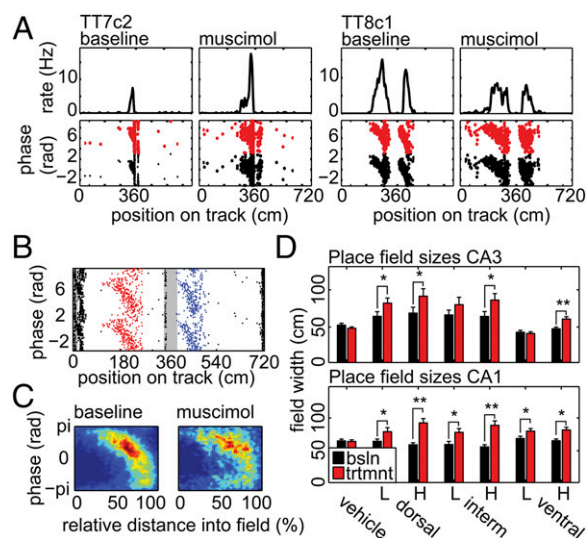 A
TT7c2
baseline
muscimol
TT8c1
baseline
muscimol
rate (Hz)
10
0
phase
(rad)
6
2
−2
0 360 0 360 720
position on track (cm)
0 360 0 360 720
position on track (cm)
B
phase (rad)
6
2
−2
0 180 360 540 720
position on track (cm)
C
baseline
muscimol
phase (rad)
pi
0
−pi
0 50 100 0 50 100
relative distance into field (%)
D
Place field sizes CA3
* * * **
100
50
0
Place field sizes CA1
* ** * ** * *
100
50
0
field width (cm)
bsln
trtmnt
L H L H L H
vehicle dorsal interm ventral